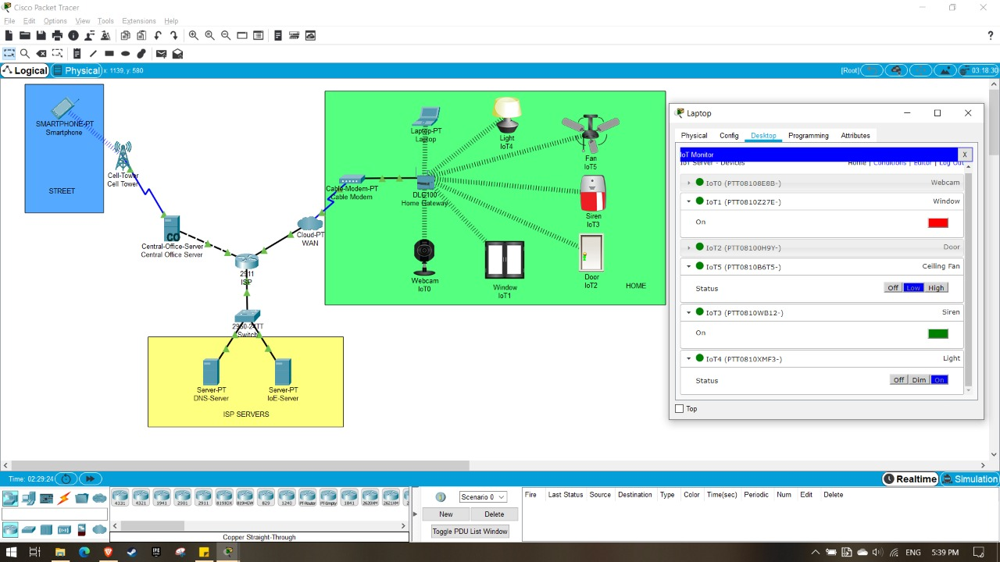 Cisco Packet Tracer
File Edit Options View Tools Extensions Help
?
Logical Physical x: 1139, y: 580 [Root] 03:18:30
SMARTPHONE-PT
Smartphone
STREET
Cell-Tower
Cell Tower
CO
Central-Office-Server
Central Office Server
2911
ISP
Cloud-PT
WAN
Cable-Modem-PT
Cable Modem
DLC100
Home Gateway
Laptop-PT
Laptop
Light
IoT4
Fan
IoT5
Siren
IoT3
Door
IoT2
Window
IoT1
Webcam
IoT0
HOME
2960-24TT
Switch
Server-PT
DNS-Server
Server-PT
IoE-Server
ISP SERVERS
Laptop
Physical Config Desktop Programming Attributes
IoT Monitor X
IoT Server - Devices Home | Conditions | Editor | Log Out
IoT0 (PTT08108E8B-) Webcam
IoT1 (PTT0810Z27E-) Window
On
IoT2 (PTT08100H9Y-) Door
IoT5 (PTT0810B6T5-) Ceiling Fan
Status Off Low High
IoT3 (PTT0810WB12-) Siren
On
IoT4 (PTT0810XMF3-) Light
Status Off Dim On
Top
Time: 02:29:24 Realtime Simulation
4331 4321 1941 2901 2911 8191OX 819HGW 829 1240 PT-Router PT-Empty 1841 2620XM 2621XM 2
Copper Straight-Through
Scenario 0
New Delete
Toggle PDU List Window
Fire Last Status Source Destination Type Color Time(sec) Periodic Num Edit Delete
5:39 PM